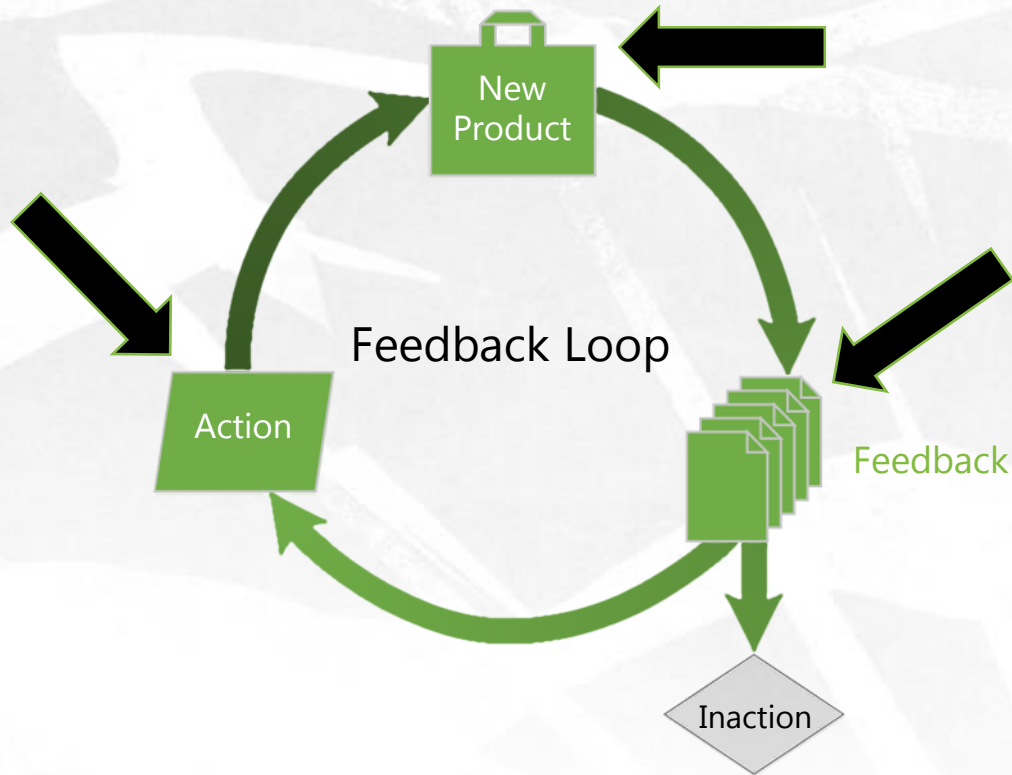 New
Product
Feedback Loop
Action
Feedback
Inaction